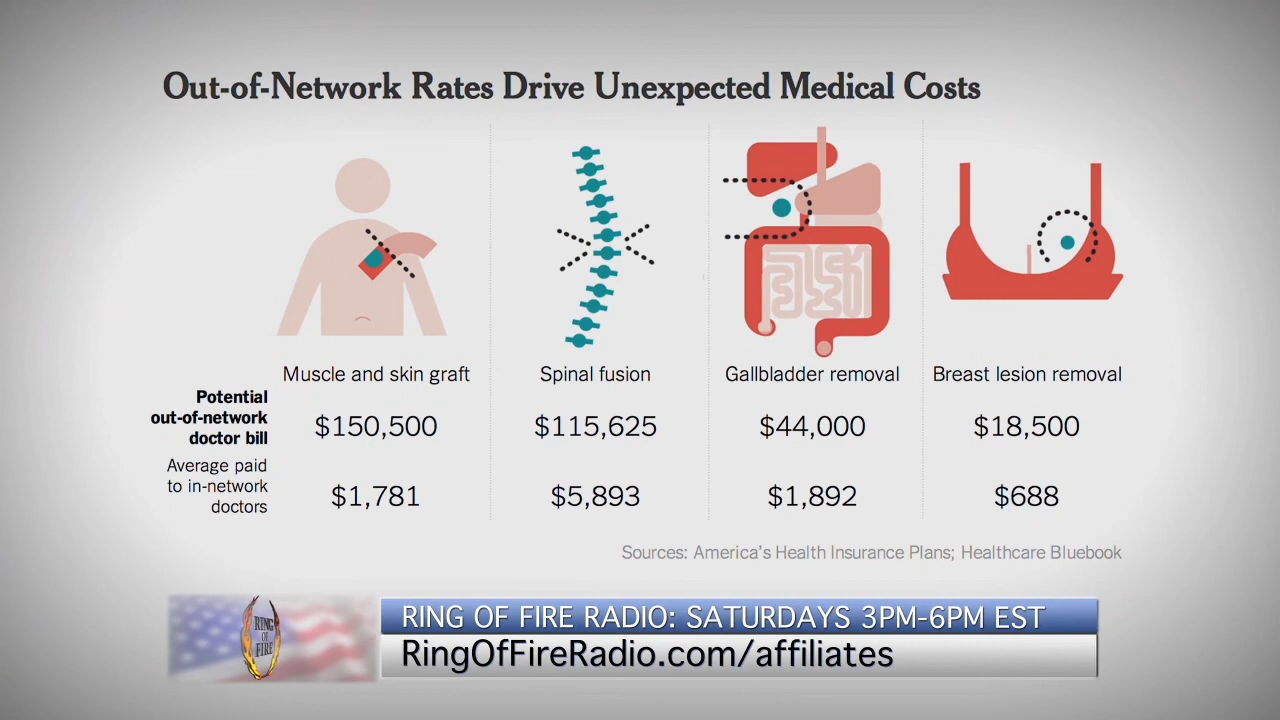 Out-of-Network Rates Drive Unexpected Medical Costs
Muscle and skin graft
Spinal fusion
Gallbladder removal
Breast lesion removal
Potential
out-of-network
doctor bill
$150,500
$115,625
$44,000
$18,500
Average paid
to in-network
doctors
$1,781
$5,893
$1,892
$688
Sources: America's Health Insurance Plans; Healthcare Bluebook
RING
OF
FIRE
RING OF FIRE RADIO: SATURDAYS 3PM-6PM EST
RingOfFireRadio.com/affiliates